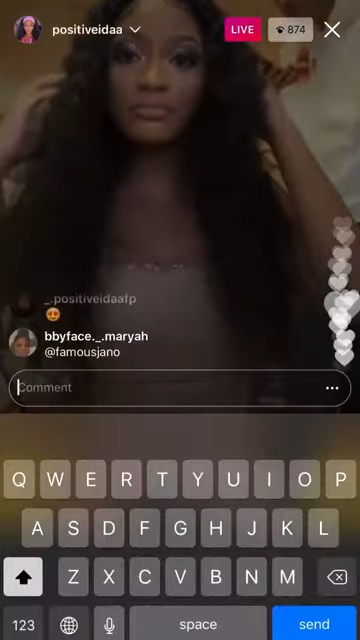 positiveidaa
LIVE
874
_.positiveidaafp
😍
bbyface._.maryah
@famousjano
Comment
Q W E R T Y U I O P
A S D F G H J K L
Z X C V B N M
123
space
send